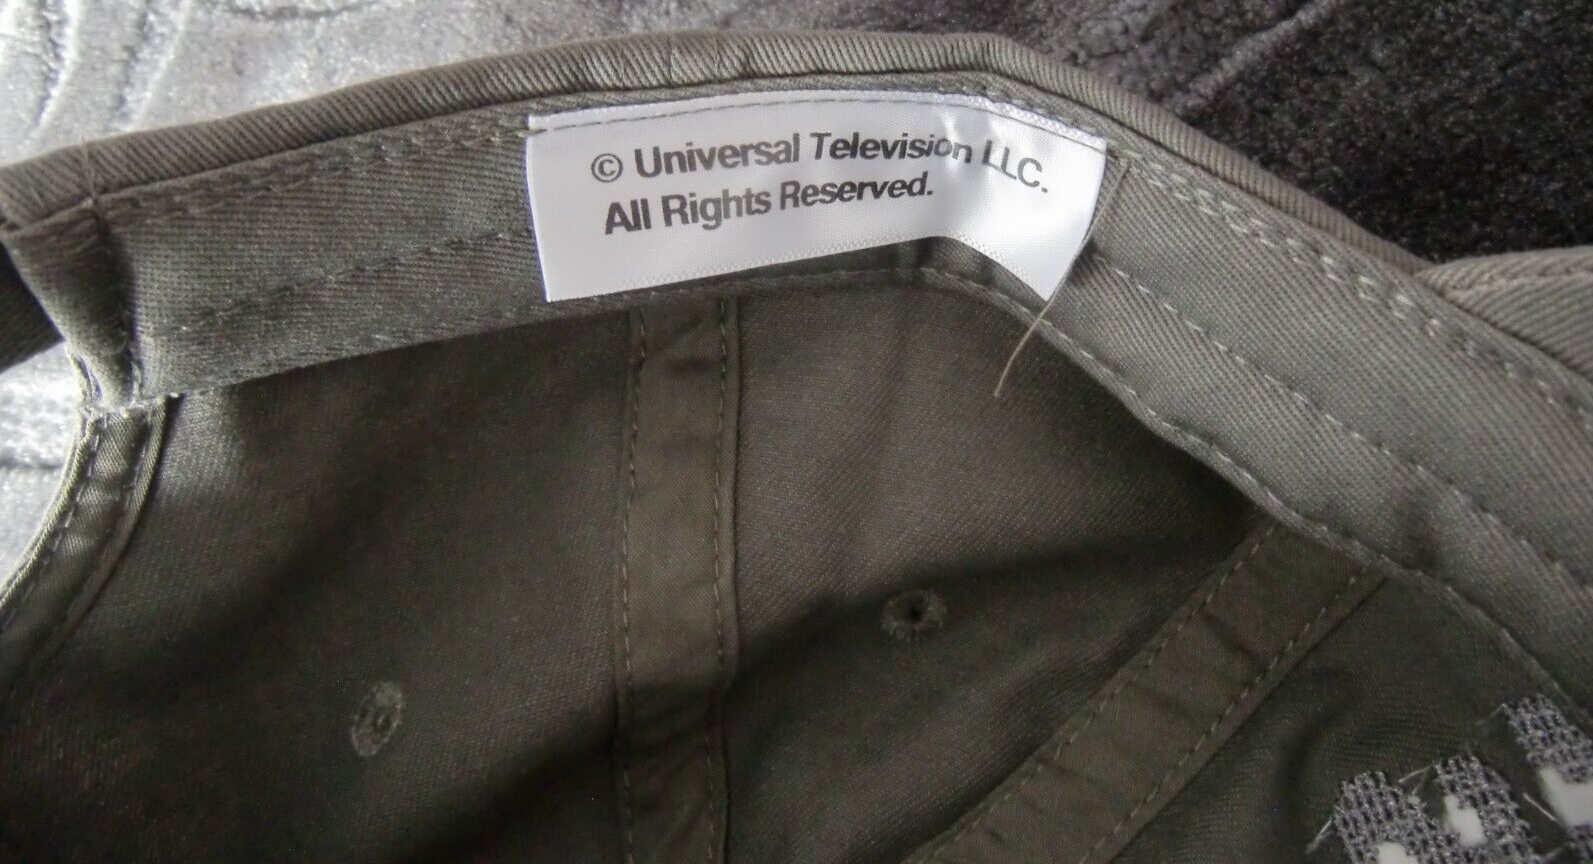 © Universal Television LLC.
All Rights Reserved.